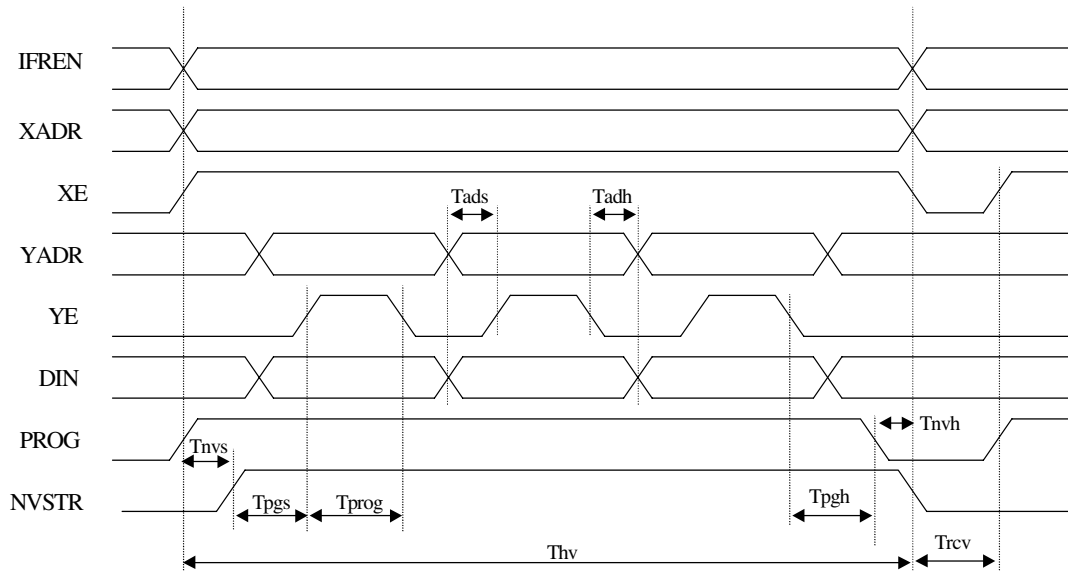 IFREN
XADR
XE
Tads
Tadh
YADR
YE
DIN
PROG
Tnvs
Tnvh
NVSTR
Tpgs
Tprog
Tpgh
Thv
Trcv